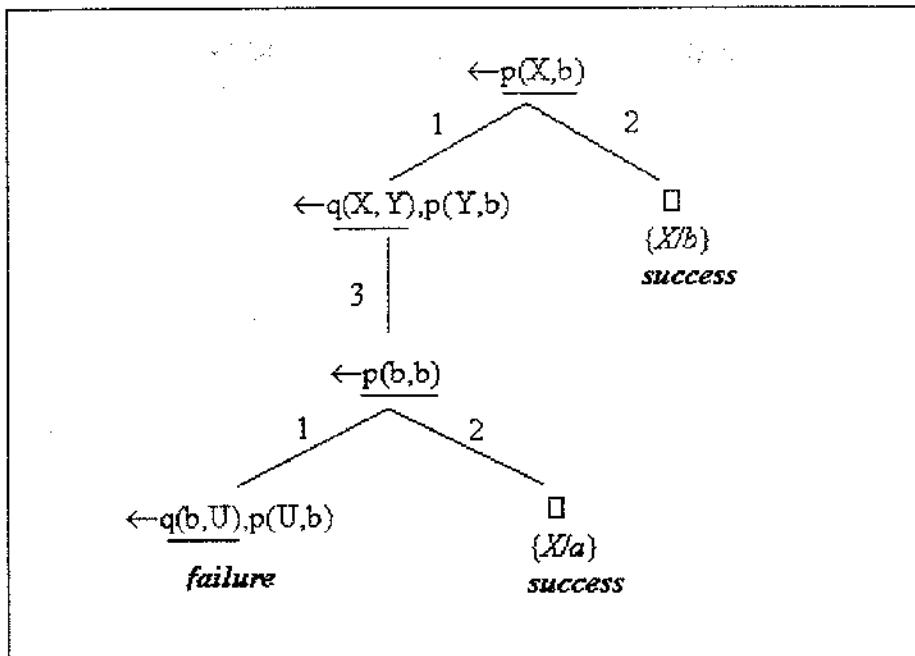 ←p(X,b)
1
2
←q(X,Y),p(Y,b)
□
{X/b}
success
3
←p(b,b)
1
2
←q(b,U),p(U,b)
□
failure
{X/a}
success